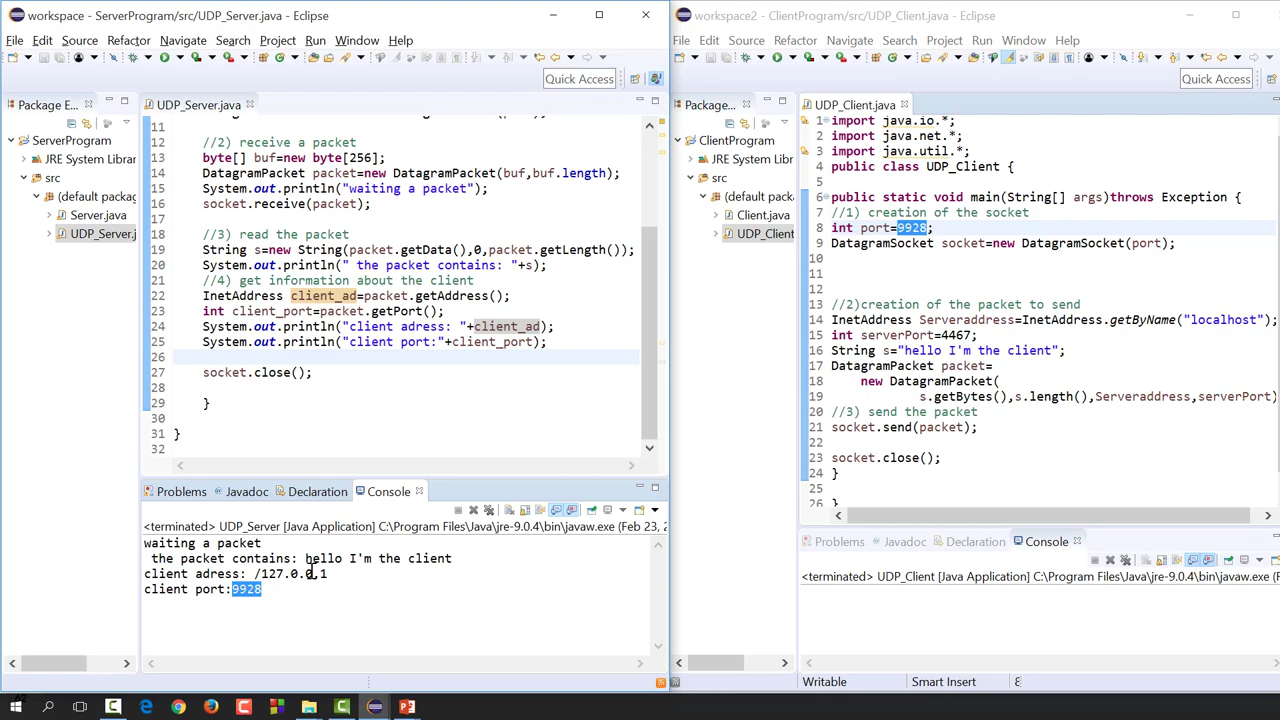 workspace - ServerProgram/src/UDP_Server.java - Eclipse
File Edit Source Refactor Navigate Search Project Run Window Help
Quick Access
Package E...
ServerProgram
JRE System Librar
src
(default package
Server.java
UDP_Server.j
UDP_Server.java
11
12 //2) receive a packet
13 byte[] buf=new byte[256];
14 DatagramPacket packet=new DatagramPacket(buf,buf.length);
15 System.out.println("waiting a packet");
16 socket.receive(packet);
17
18 //3) read the packet
19 String s=new String(packet.getData(),0,packet.getLength());
20 System.out.println(" the packet contains: "+s);
21 //4) get information about the client
22 InetAddress client_ad=packet.getAddress();
23 int client_port=packet.getPort();
24 System.out.println("client adress: "+client_ad);
25 System.out.println("client port:"+client_port);
26
27 socket.close();
28
29 }
30
31 }
32
Problems Javadoc Declaration Console
<terminated> UDP_Server [Java Application] C:\Program Files\Java\jre-9.0.4\bin\javaw.exe (Feb 23, 2
waiting a packet
the packet contains: hello I'm the client
client adress: /127.0.0.1
client port:9928
workspace2 - ClientProgram/src/UDP_Client.java - Eclipse
File Edit Source Refactor Navigate Search Project Run Window Help
Quick Access
Package...
ClientProgram
JRE System Librar
src
(default package
Client.java
UDP_Client
UDP_Client.java
1 import java.io.*;
2 import java.net.*;
3 import java.util.*;
4 public class UDP_Client {
5
6 public static void main(String[] args)throws Exception {
7 //1) creation of the socket
8 int port=9928;
9 DatagramSocket socket=new DatagramSocket(port);
10
11
12
13 //2)creation of the packet to send
14 InetAddress Serveraddress=InetAddress.getByName("localhost");
15 int serverPort=4467;
16 String s="hello I'm the client";
17 DatagramPacket packet=
18 new DatagramPacket(
19 s.getBytes(),s.length(),Serveraddress,serverPort)
20 //3) send the packet
21 socket.send(packet);
22
23 socket.close();
24 }
25
26 }
Problems Javadoc Declaration Console
<terminated> UDP_Client [Java Application] C:\Program Files\Java\jre-9.0.4\bin\javaw.exe (F
Writable Smart Insert